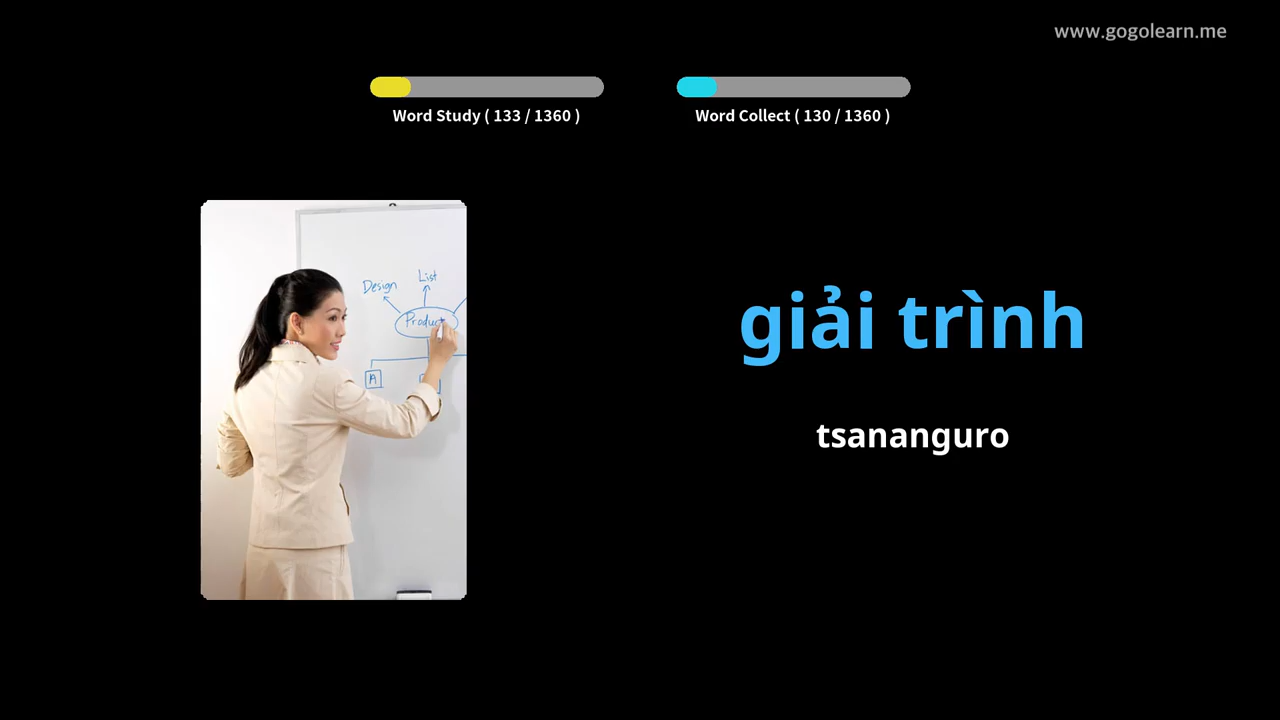 www.gogolearn.me
Word Study ( 133 / 1360 )
Word Collect ( 130 / 1360 )
Design
List
Product
A
giải trình
tsananguro